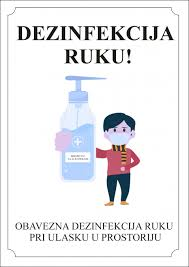 DEZINFEKCIJA
RUKU!
OBAVEZNA DEZINFEKCIJA RUKU
PRI ULASKU U PROSTORIJU